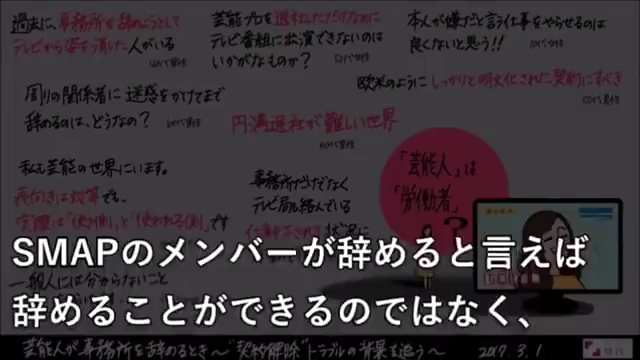 過去に、事務所を辞めようとして
テレビから姿を消した人がいる
芸能プロを退社しただけなために
テレビ番組に出演できないのは
いかがなものか?
本人が嫌だと言う仕事をやらせるのは
良くないと思う!!
欧米のように しっかりと明文化された契約にすべき
周りの関係者に 迷惑をかけてまで
辞めるのは、どうなの?
円満退社が難しい世界
私も芸能の世界にいます。
表向きは対等でも、
実際は「使う側」と「使われる側」です
一般人には分からないこと
事務所だけでなく
テレビ局も絡んでいる
「芸能人」は
「労働者」
?
SMAPのメンバーが辞めると言えば
辞めることができるのではなく、
芸能人が事務所を辞めるとき〜"契約解除"トラブルの背景を追う〜
2017.3.1